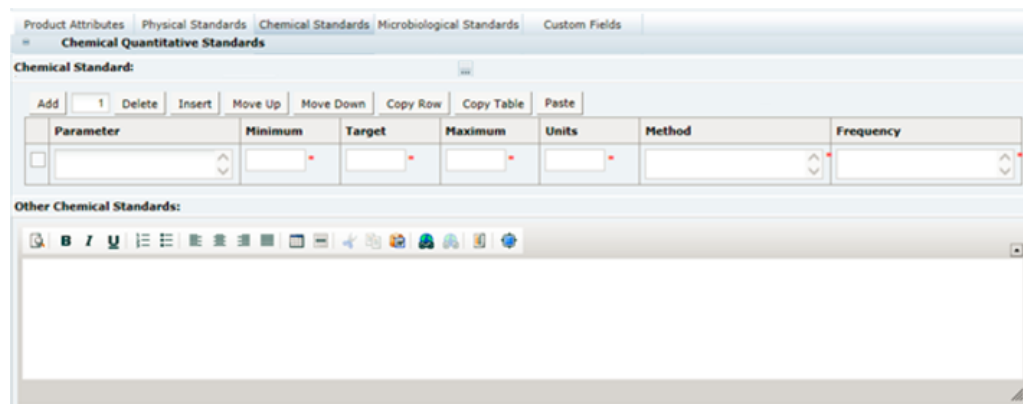 Product Attributes Physical Standards Chemical Standards Microbiological Standards Custom Fields
Chemical Quantitative Standards
Chemical Standard: ...
Add 1 Delete Insert Move Up Move Down Copy Row Copy Table Paste
Parameter Minimum Target Maximum Units Method Frequency
* * * * * *
Other Chemical Standards:
B I U